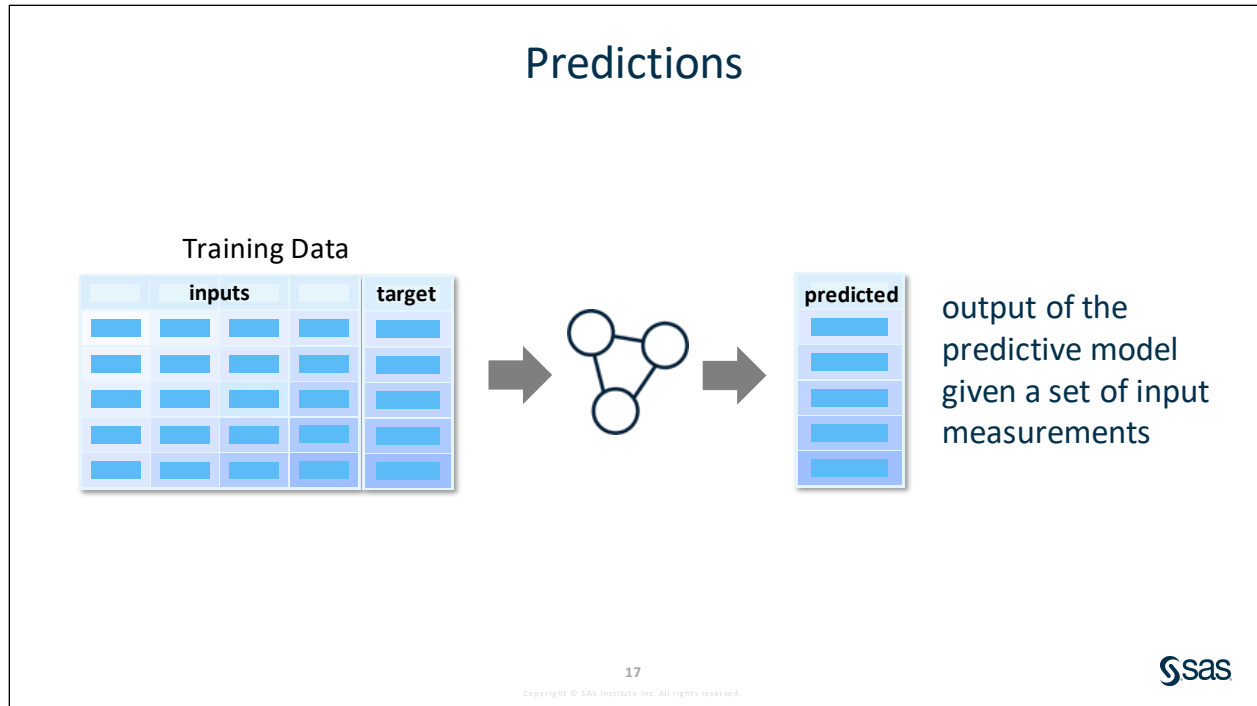 Predictions
Training Data
inputs
target
predicted
output of the
predictive model
given a set of input
measurements
17
Copyright © SAS Institute Inc. All rights reserved.
sas